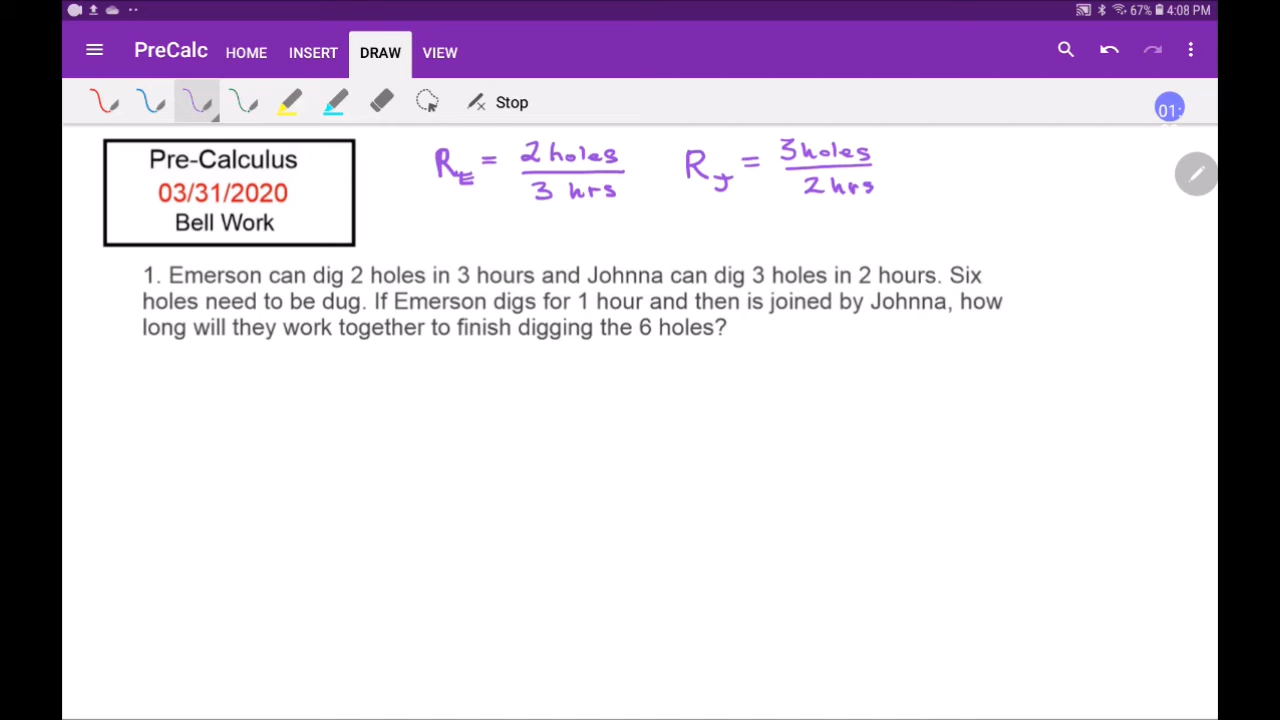 67% 4:08 PM
PreCalc HOME INSERT DRAW VIEW
Stop
01:
Pre-Calculus
03/31/2020
Bell Work
R_E = 2 holes / 3 hrs R_J = 3 holes / 2 hrs
1. Emerson can dig 2 holes in 3 hours and Johnna can dig 3 holes in 2 hours. Six
holes need to be dug. If Emerson digs for 1 hour and then is joined by Johnna, how
long will they work together to finish digging the 6 holes?